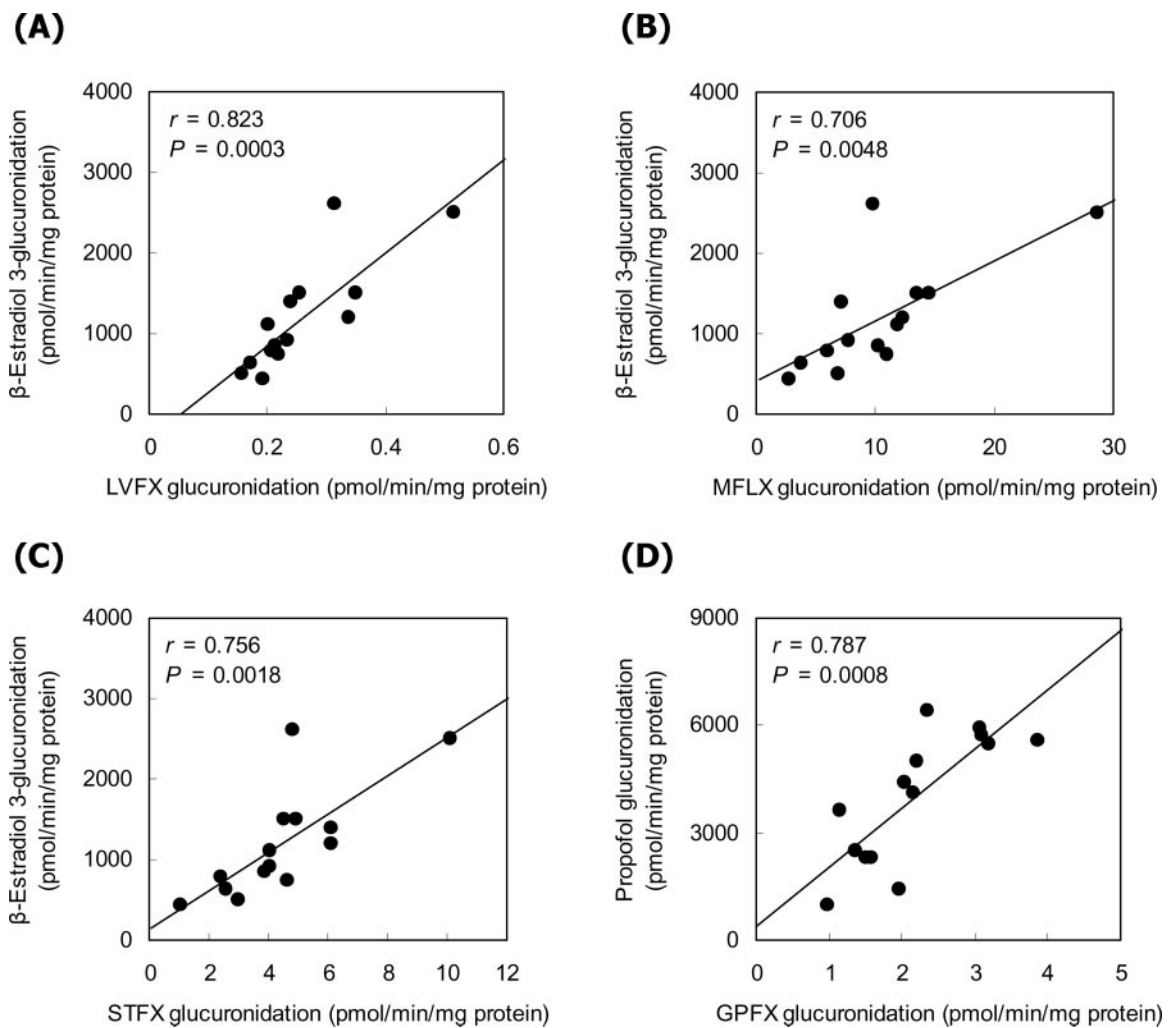 (A)
β-Estradiol 3-glucuronidation
(pmol/min/mg protein)
4000
3000
2000
1000
0
r = 0.823
P = 0.0003
0 0.2 0.4 0.6
LVFX glucuronidation (pmol/min/mg protein)
(B)
β-Estradiol 3-glucuronidation
(pmol/min/mg protein)
4000
3000
2000
1000
0
r = 0.706
P = 0.0048
0 10 20 30
MFLX glucuronidation (pmol/min/mg protein)
(C)
β-Estradiol 3-glucuronidation
(pmol/min/mg protein)
4000
3000
2000
1000
0
r = 0.756
P = 0.0018
0 2 4 6 8 10 12
STFX glucuronidation (pmol/min/mg protein)
(D)
Propofol glucuronidation
(pmol/min/mg protein)
9000
6000
3000
0
r = 0.787
P = 0.0008
0 1 2 3 4 5
GPFX glucuronidation (pmol/min/mg protein)